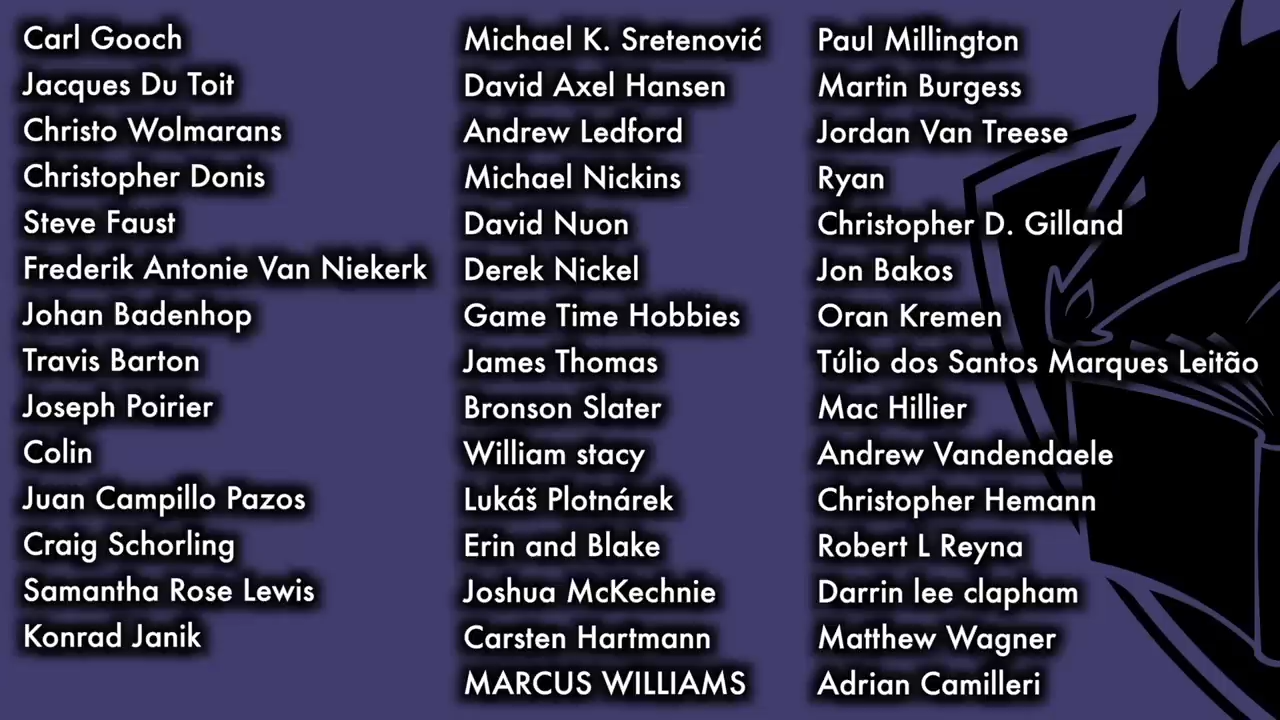 Carl Gooch
Jacques Du Toit
Christo Wolmarans
Christopher Donis
Steve Faust
Frederik Antonie Van Niekerk
Johan Badenhop
Travis Barton
Joseph Poirier
Colin
Juan Campillo Pazos
Craig Schorling
Samantha Rose Lewis
Konrad Janik
Michael K. Sretenović
David Axel Hansen
Andrew Ledford
Michael Nickins
David Nuon
Derek Nickel
Game Time Hobbies
James Thomas
Bronson Slater
William stacy
Lukáš Plotnárek
Erin and Blake
Joshua McKechnie
Carsten Hartmann
MARCUS WILLIAMS
Paul Millington
Martin Burgess
Jordan Van Treese
Ryan
Christopher D. Gilland
Jon Bakos
Oran Kremen
Túlio dos Santos Marques Leitão
Mac Hillier
Andrew Vandendaele
Christopher Hemann
Robert L Reyna
Darrin lee clapham
Matthew Wagner
Adrian Camilleri